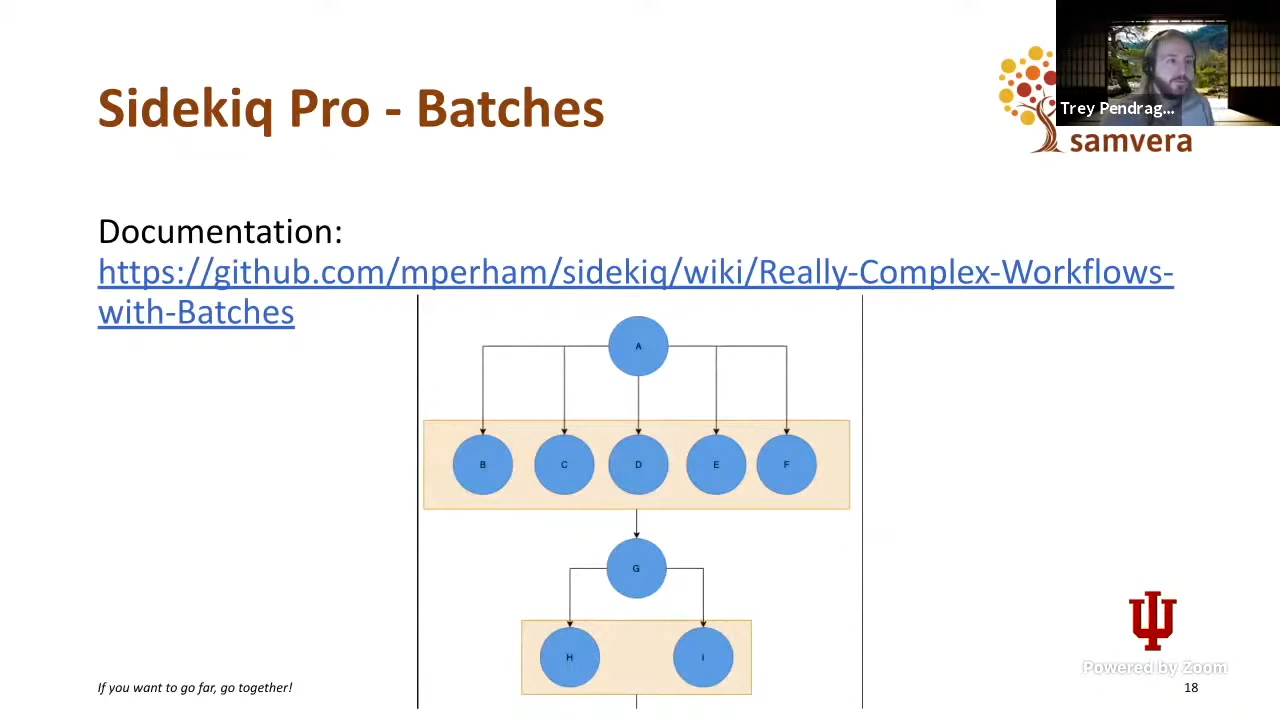 Sidekiq Pro - Batches
Trey Pendrag...
samvera
Documentation:
https://github.com/mperham/sidekiq/wiki/Really-Complex-Workflows-
with-Batches
A
B C D E F
G
H I
Powered by Zoom
If you want to go far, go together!
18